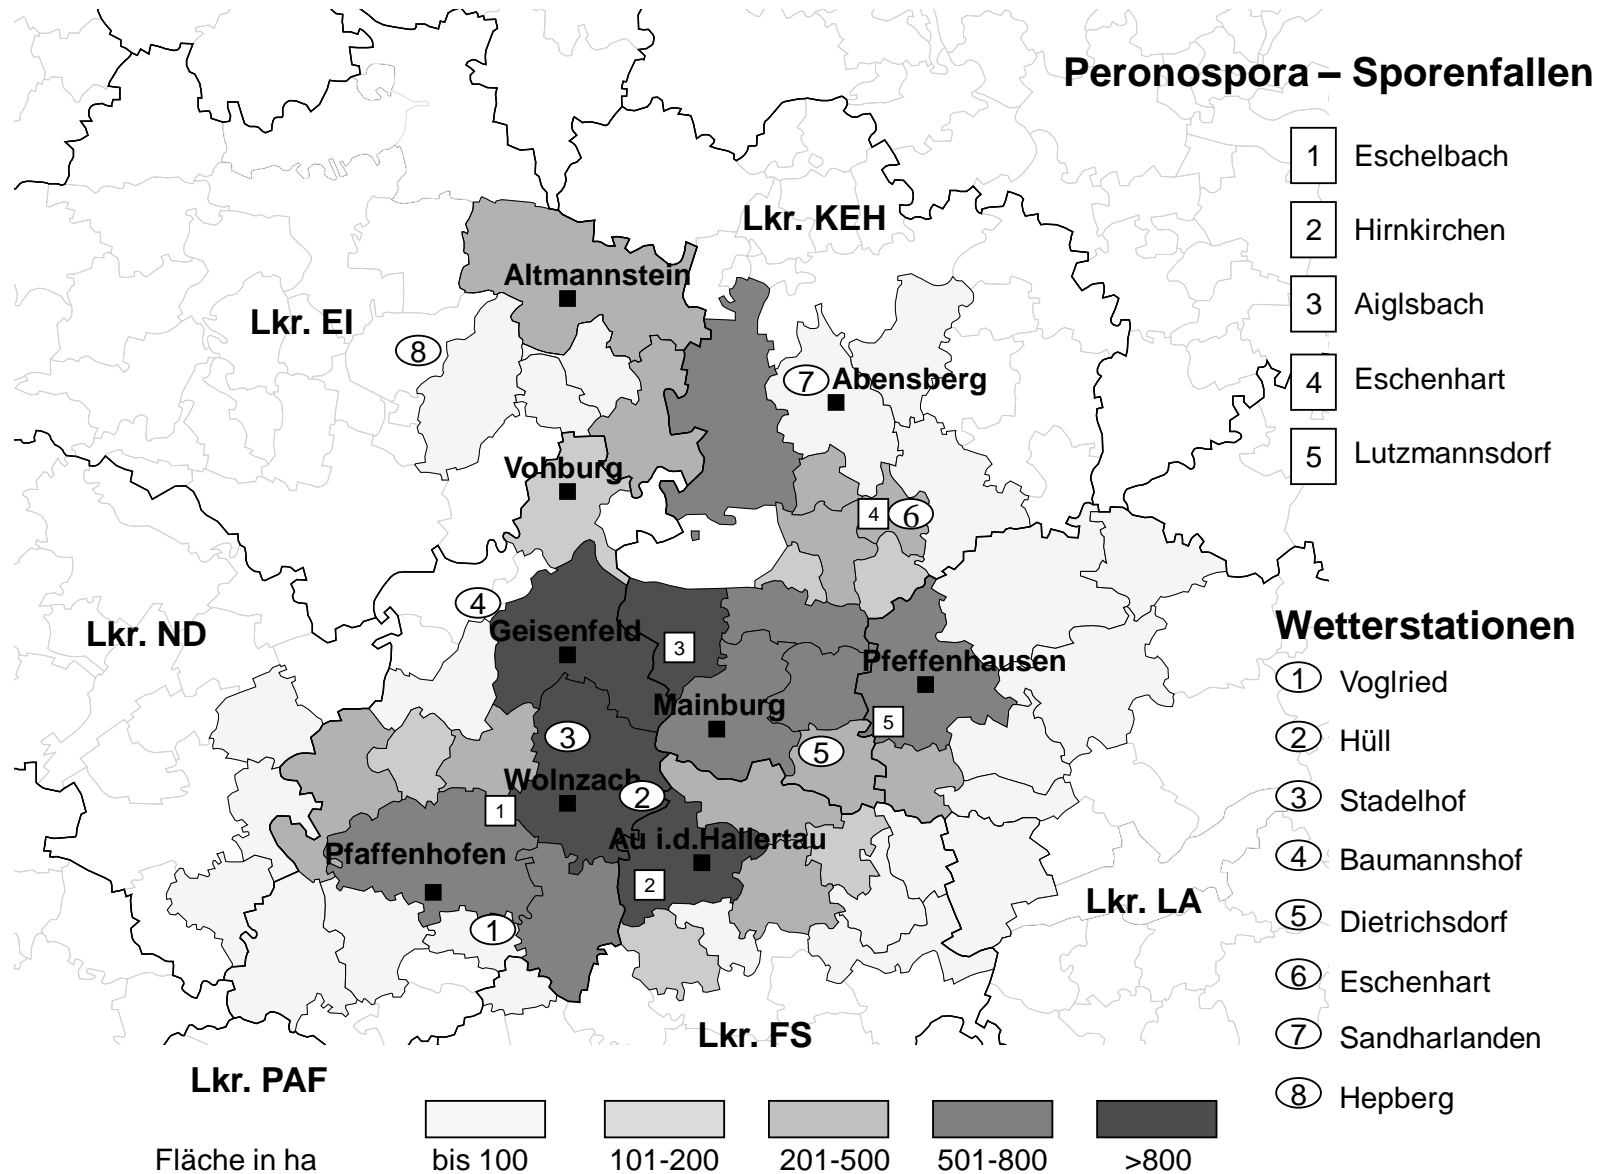 Peronospora – Sporenfallen
1 Eschelbach
2 Hirnkirchen
3 Aiglsbach
4 Eschenhart
5 Lutzmannsdorf
Wetterstationen
1 Voglried
2 Hüll
3 Stadelhof
4 Baumannshof
5 Dietrichsdorf
6 Eschenhart
7 Sandharlanden
8 Hepberg
Lkr. KEH
Altmannstein
Lkr. EI
8
7 Abensberg
Vohburg
4 6
4
Lkr. ND
Geisenfeld
3
Pfeffenhausen
Mainburg
5
3
5
Wolnzach
2
1
Au i.d.Hallertau
Pfaffenhofen
2
Lkr. LA
1
Lkr. FS
Lkr. PAF
Fläche in ha
bis 100
101-200
201-500
501-800
>800